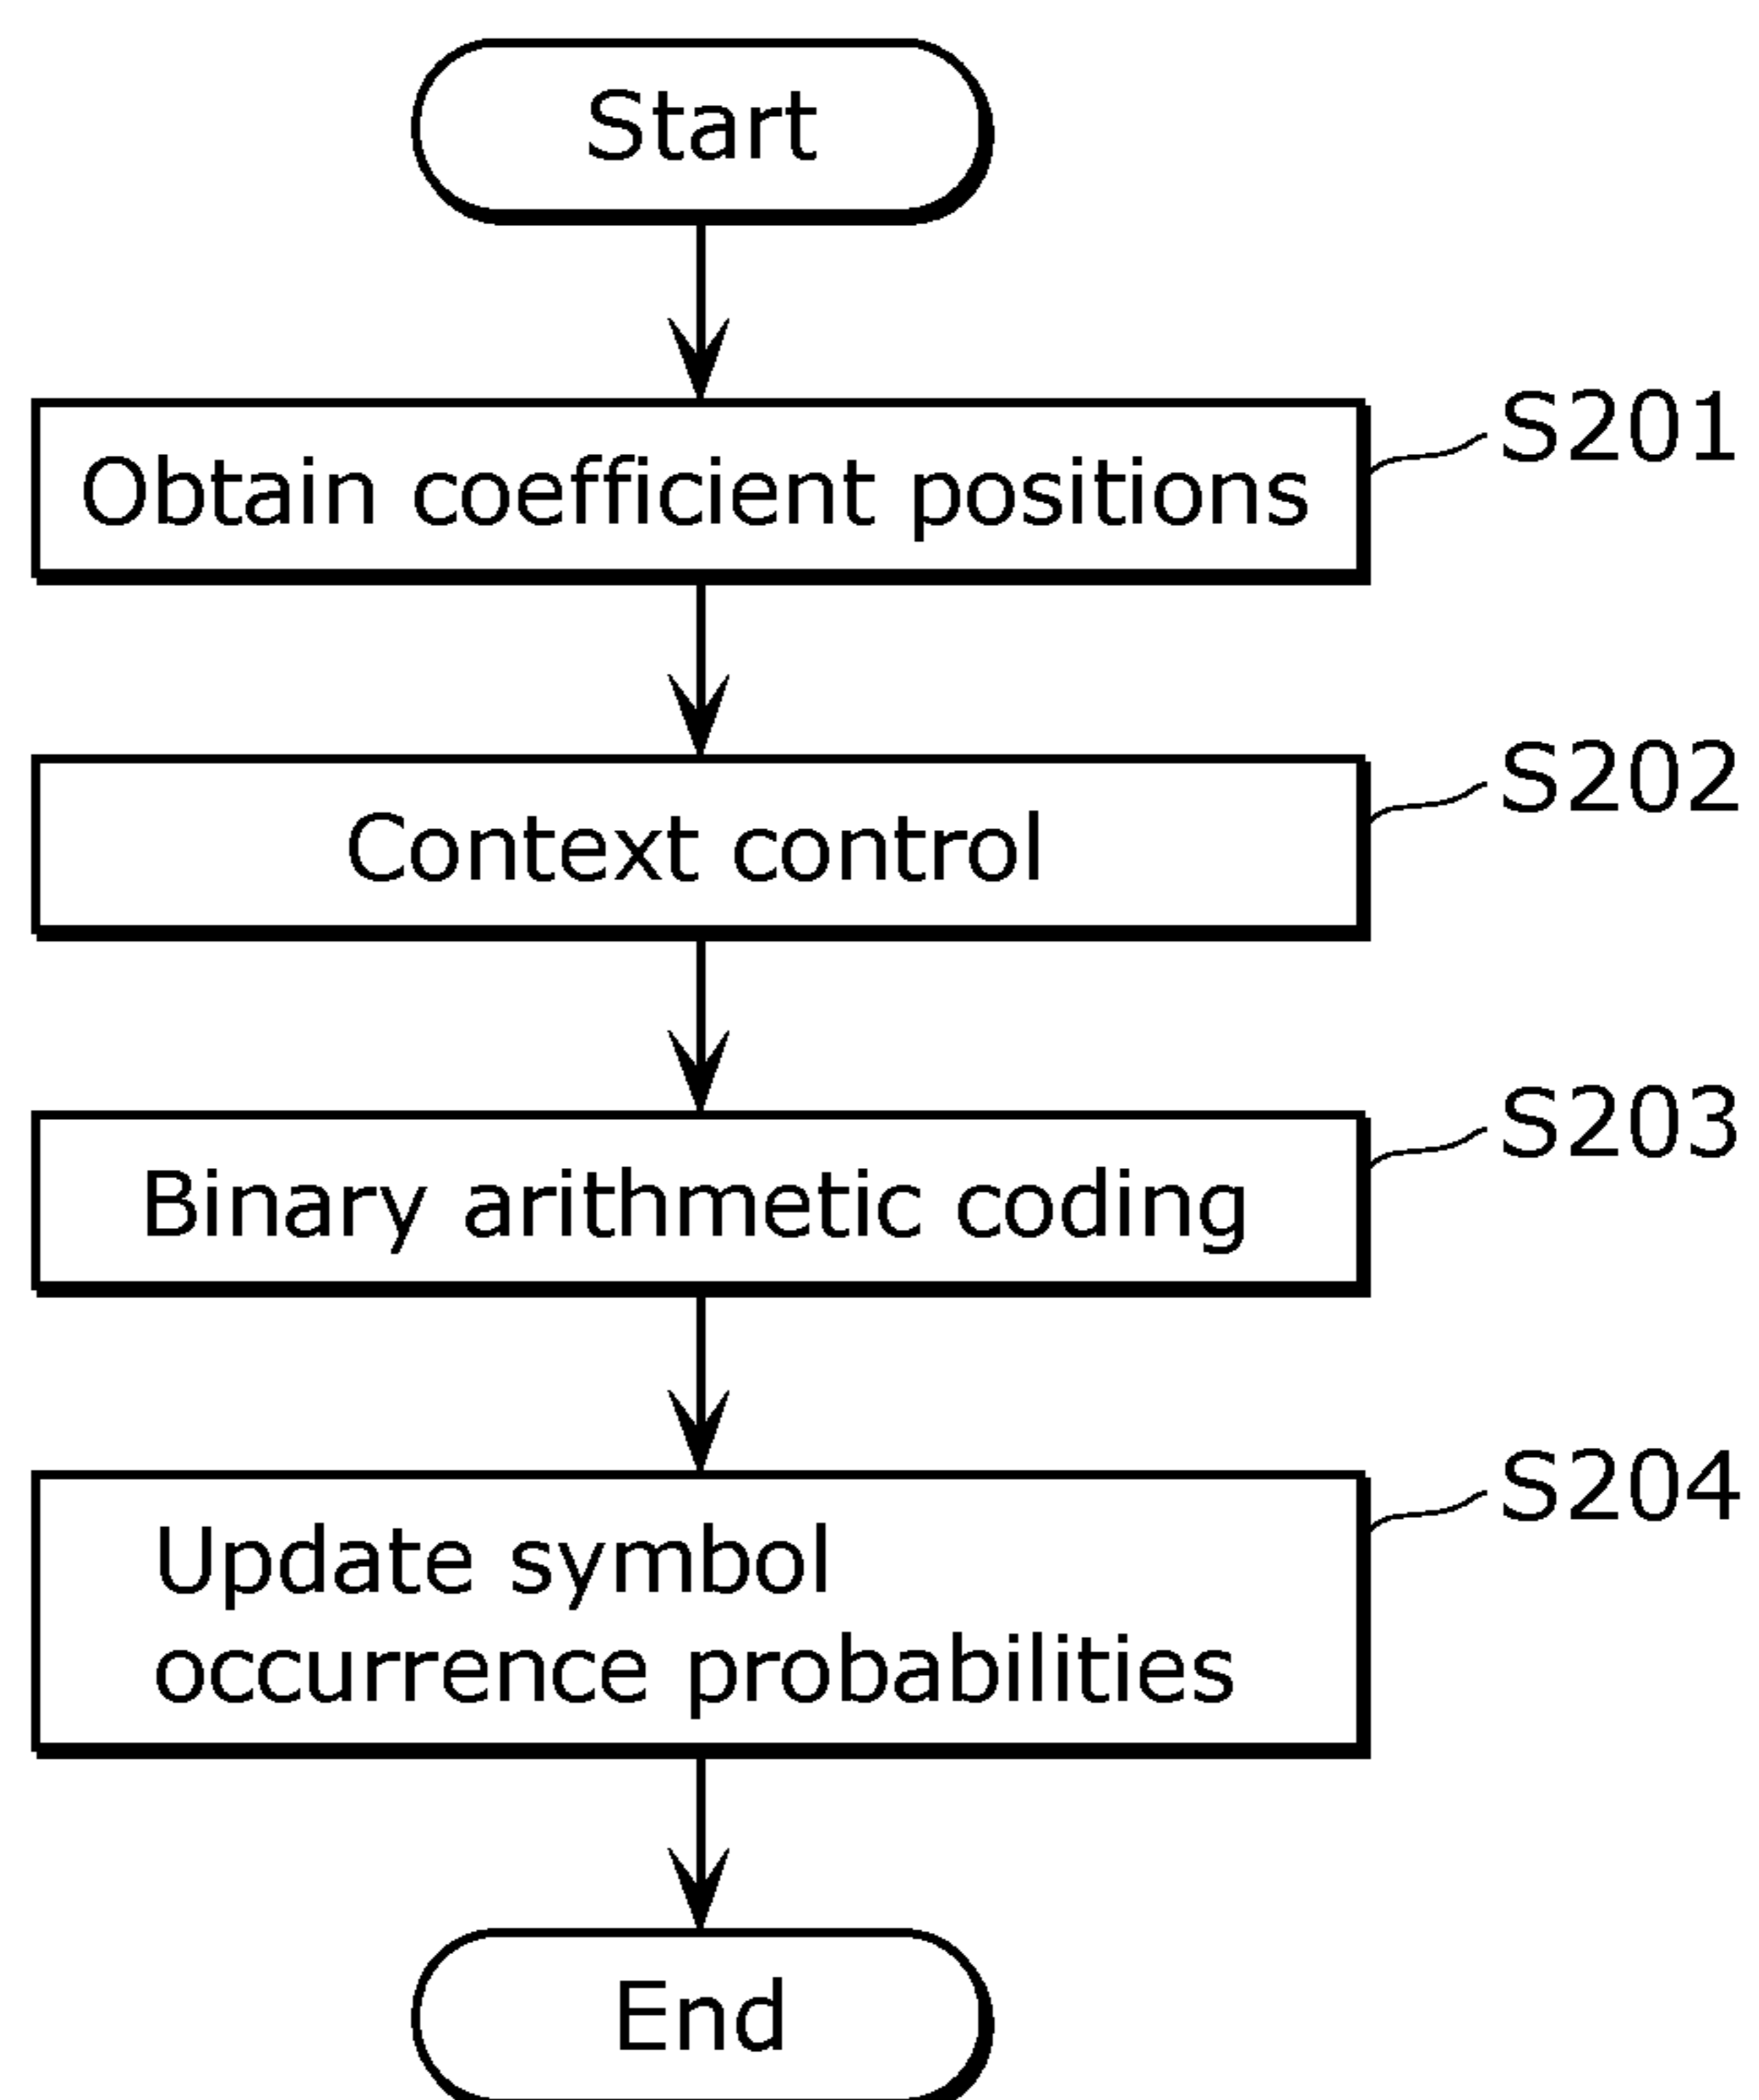 Start
Obtain coefficient positions
S201
Context control
S202
Binary arithmetic coding
S203
Update symbol
occurrence probabilities
S204
End